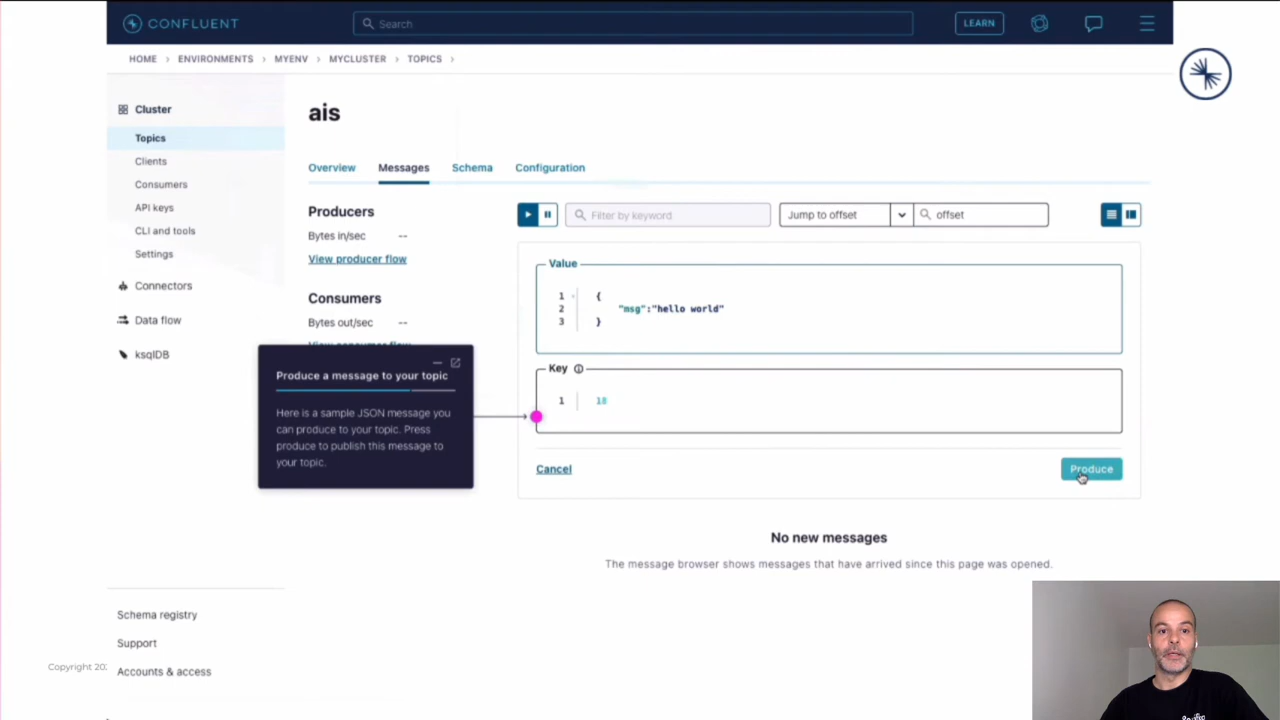 CONFLUENT
Search
LEARN
HOME > ENVIRONMENTS > MYENV > MYCLUSTER > TOPICS >
Cluster
Topics
Clients
Consumers
API keys
CLI and tools
Settings
Connectors
Data flow
ksqlDB
Schema registry
Support
Accounts & access
ais
Overview Messages Schema Configuration
Producers
Bytes in/sec --
View producer flow
Consumers
Bytes out/sec --
View consumer flow
Filter by keyword
Jump to offset
offset
Value
1 {
2 "msg":"hello world"
3 }
Key
1 18
Cancel
Produce
Produce a message to your topic
Here is a sample JSON message you
can produce to your topic. Press
produce to publish this message to
your topic.
No new messages
The message browser shows messages that have arrived since this page was opened.
Copyright 202